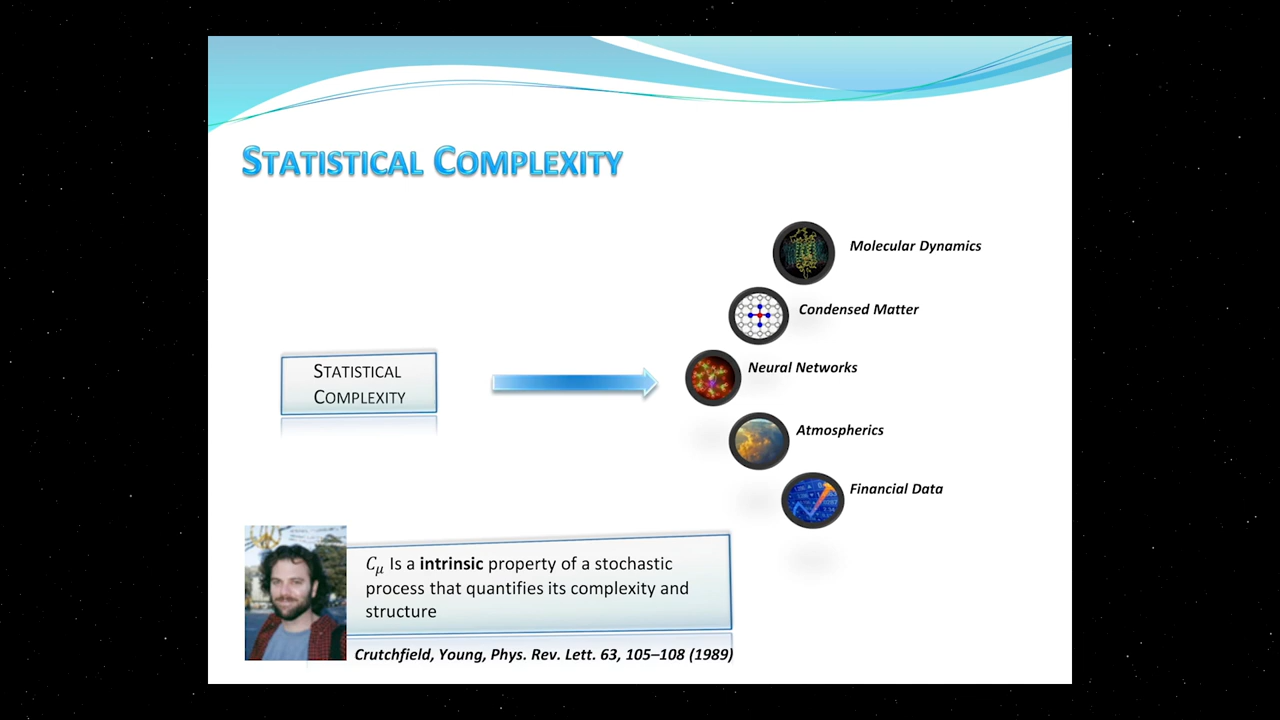 STATISTICAL COMPLEXITY
Molecular Dynamics
Condensed Matter
Neural Networks
STATISTICAL
COMPLEXITY
Atmospherics
Financial Data
𝐶𝜇 Is a intrinsic property of a stochastic
process that quantifies its complexity and
structure
Crutchfield, Young, Phys. Rev. Lett. 63, 105–108 (1989)